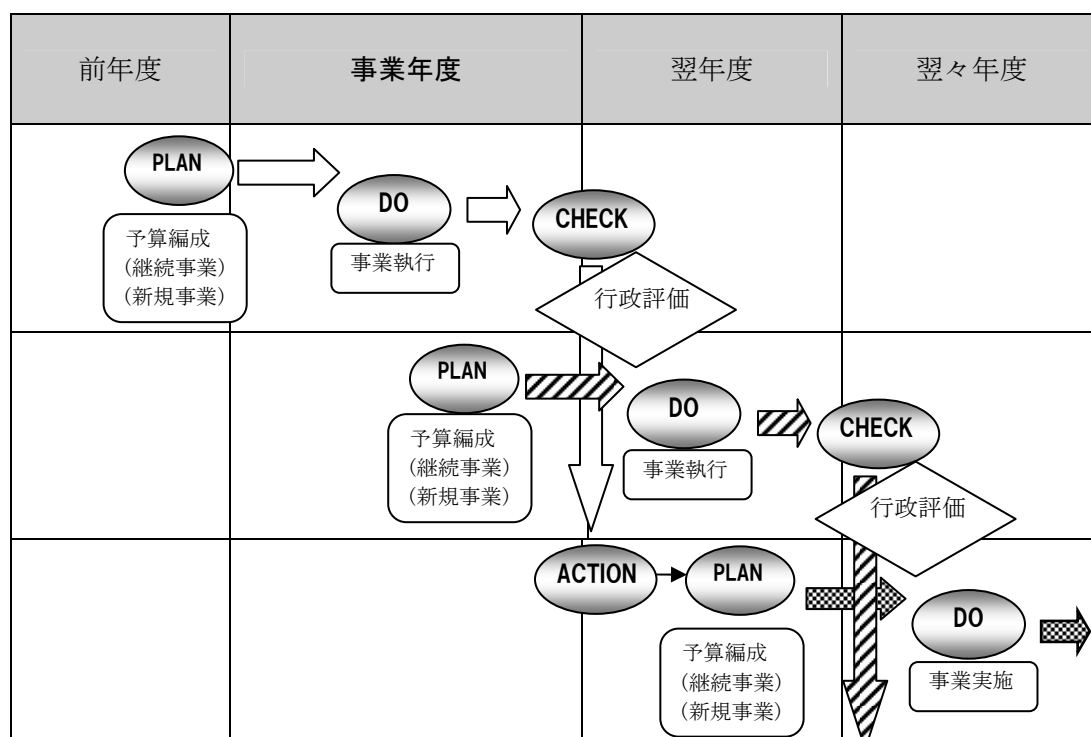 前年度
事業年度
翌年度
翌々年度
PLAN
DO
CHECK
予算編成
(継続事業)
(新規事業)
事業執行
行政評価
PLAN
DO
CHECK
予算編成
(継続事業)
(新規事業)
事業執行
行政評価
ACTION
PLAN
DO
予算編成
(継続事業)
(新規事業)
事業実施